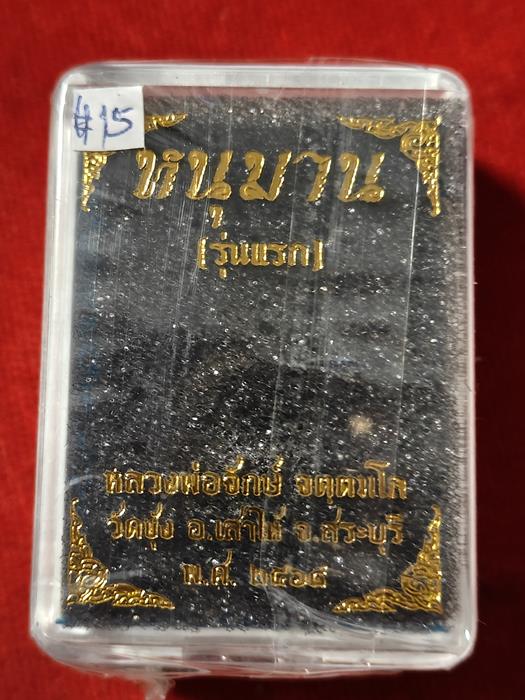 #15
หนุมาน
(รุ่นแรก)
หลวงพ่อจักษ์ จตฺตมโล
วัดชุ้ง อ.เสาไห้ จ.สระบุรี
พ.ศ. ๒๕๖๕